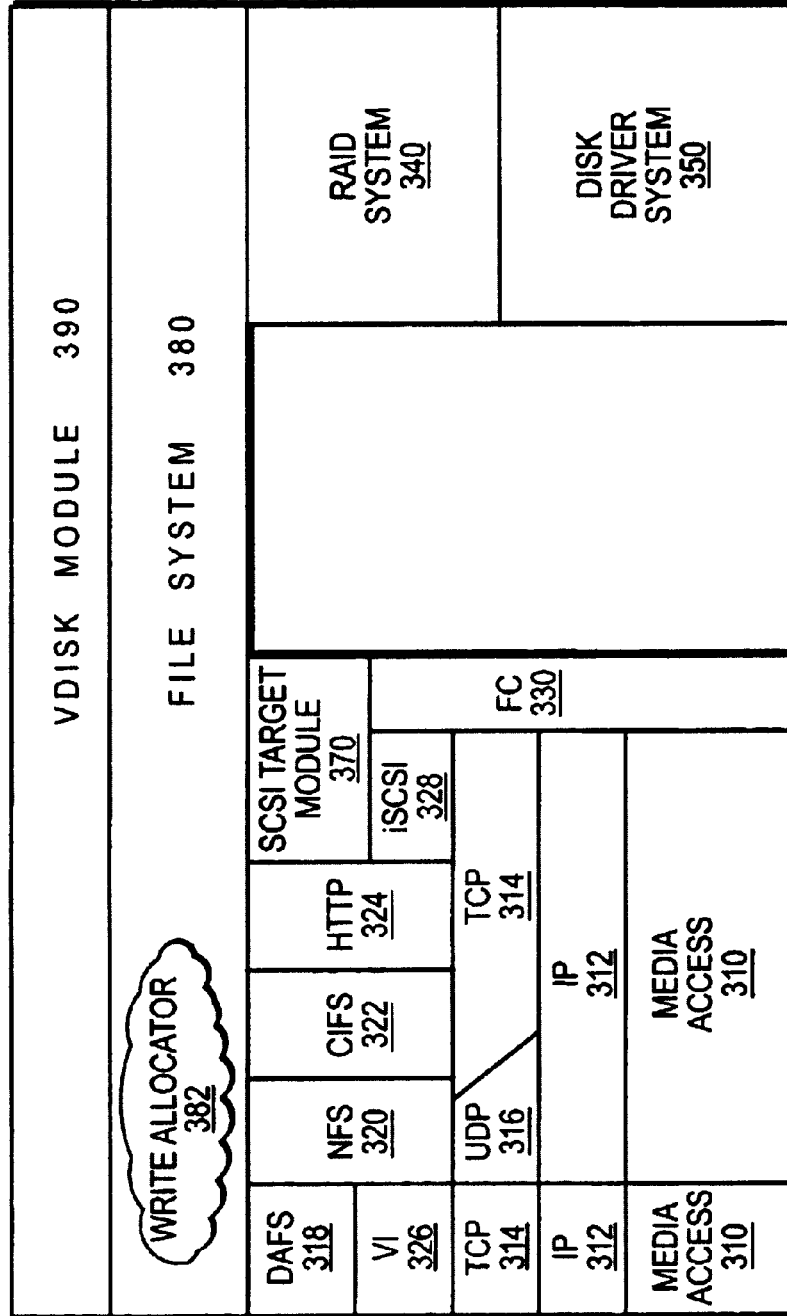 VDISK MODULE 390
FILE SYSTEM 380
WRITE ALLOCATOR
382
DAFS
318
VI
326
TCP
314
IP
312
MEDIA
ACCESS
310
NFS
320
CIFS
322
HTTP
324
UDP
316
TCP
314
IP
312
MEDIA
ACCESS
310
SCSI TARGET
MODULE
370
iSCSI
328
FC
330
RAID
SYSTEM
340
DISK
DRIVER
SYSTEM
350